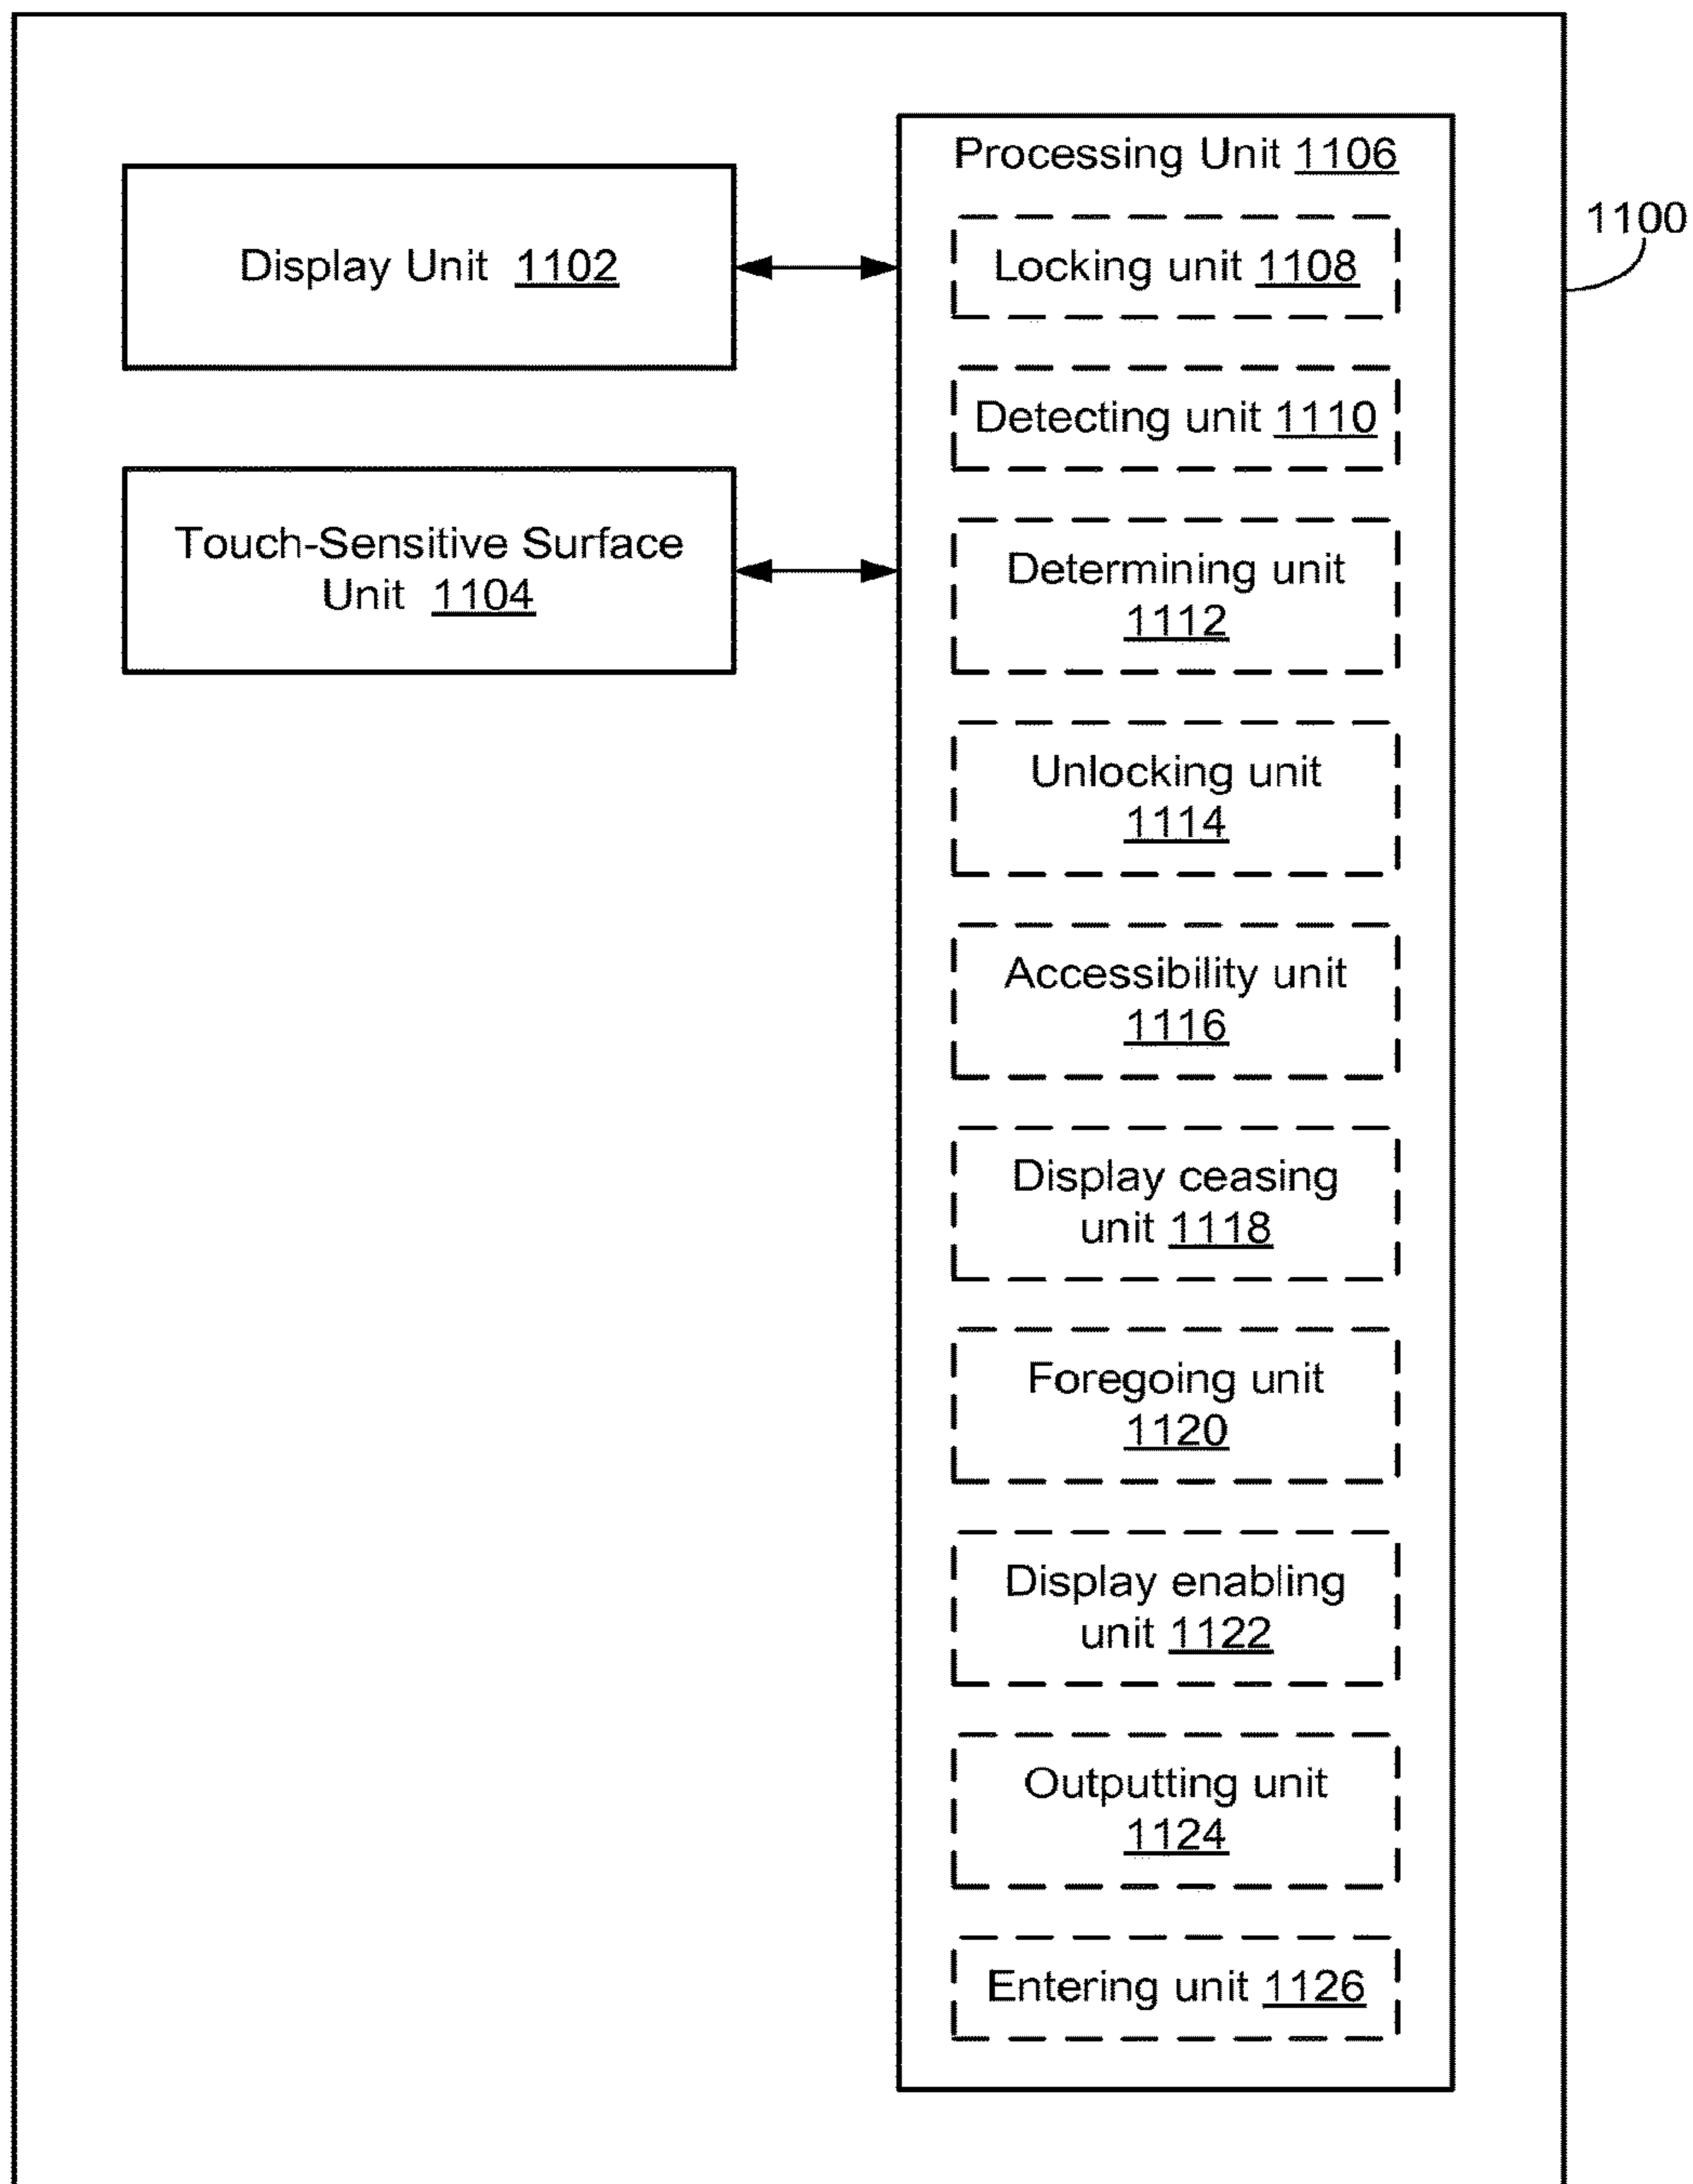 Processing Unit 1106
1100
Display Unit 1102
Locking unit 1108
Detecting unit 1110
Touch-Sensitive Surface
Unit 1104
Determining unit
1112
Unlocking unit
1114
Accessibility unit
1116
Display ceasing
unit 1118
Foregoing unit
1120
Display enabling
unit 1122
Outputting unit
1124
Entering unit 1126